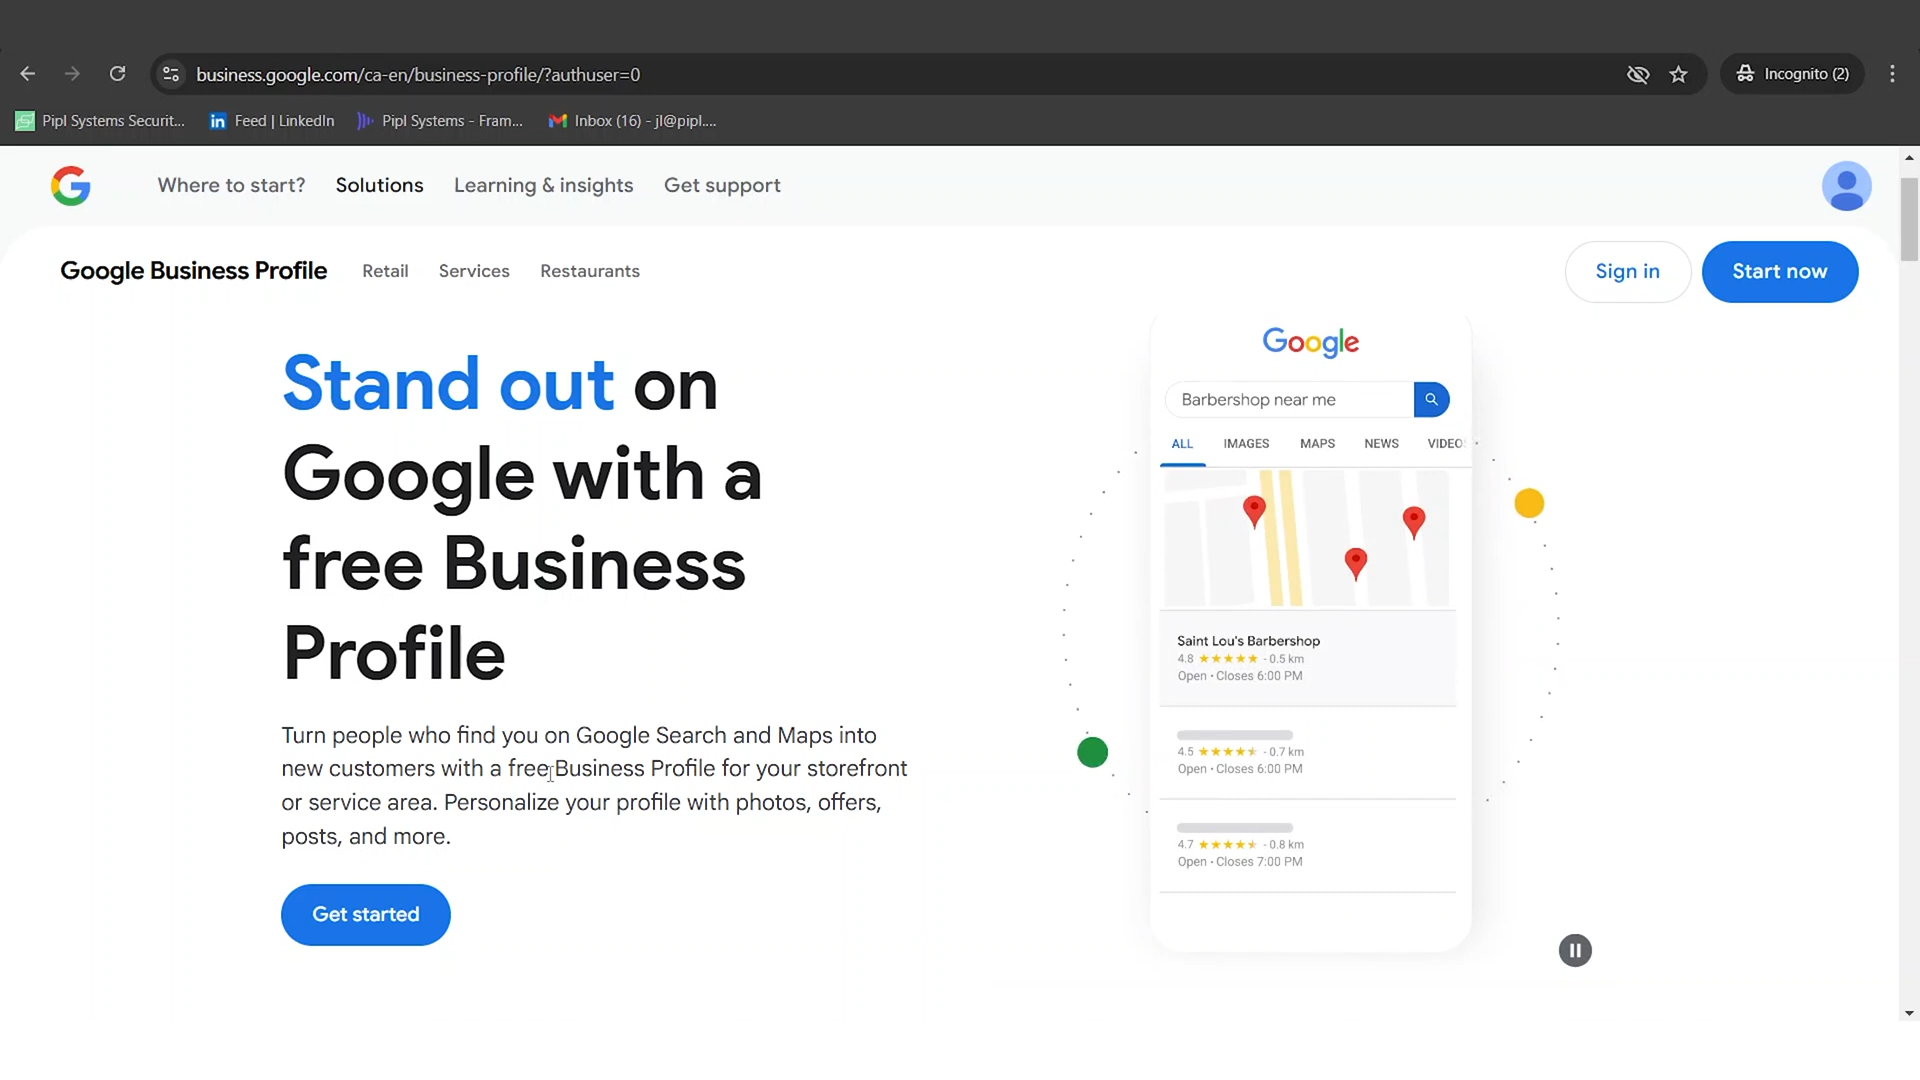 business.google.com/ca-en/business-profile/?authuser=0
Incognito (2)
Pipl Systems Securit...
in Feed | LinkedIn
Pipl Systems - Fram...
Inbox (16) - jl@pipl....
G
Where to start?
Solutions
Learning & insights
Get support
Google Business Profile
Retail
Services
Restaurants
Sign in
Start now
Stand out on
Google with a
free Business
Profile
Turn people who find you on Google Search and Maps into
new customers with a free Business Profile for your storefront
or service area. Personalize your profile with photos, offers,
posts, and more.
Get started
Google
Barbershop near me
ALL IMAGES MAPS NEWS VIDEO
Saint Lou's Barbershop
4.8 ★★★★★ - 0.5 km
Open · Closes 6:00 PM
4.5 - 0.7 km
Open · Closes 6:00 PM
4.7 - 0.8 km
Open · Closes 7:00 PM